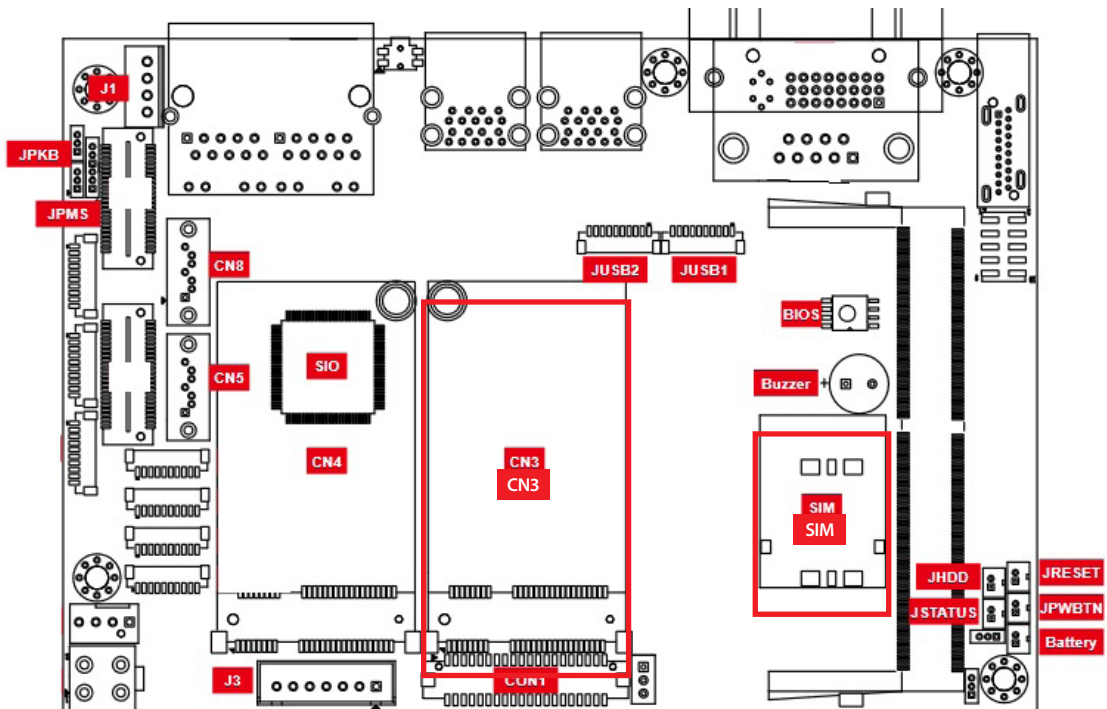 J1
JPKB
JPMS
CN8
JUSB2
JUSB1
BIOS
SIO
CN5
Buzzer
CN4
CN3
CN3
SIM
SIM
JHDD
JRESET
JSTATUS
JPWBTN
Battery
J3
CON1